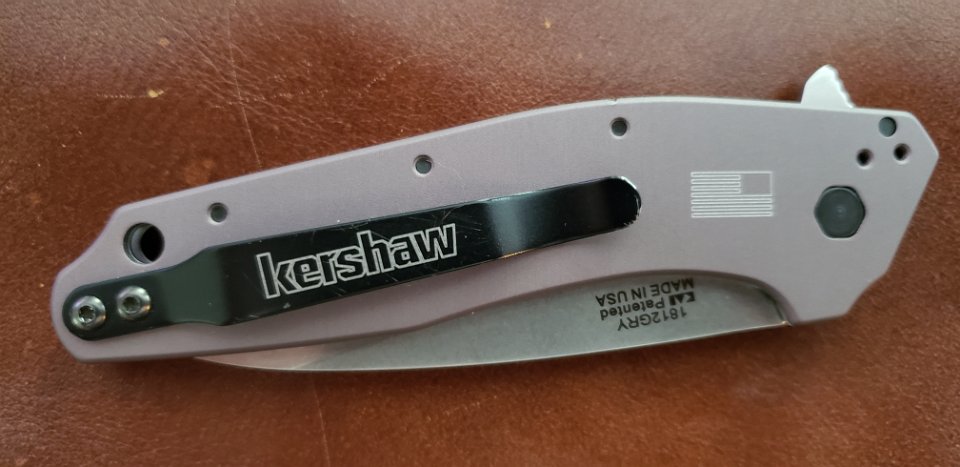 kershaw
1812GRY
KAI Patented
MADE IN USA